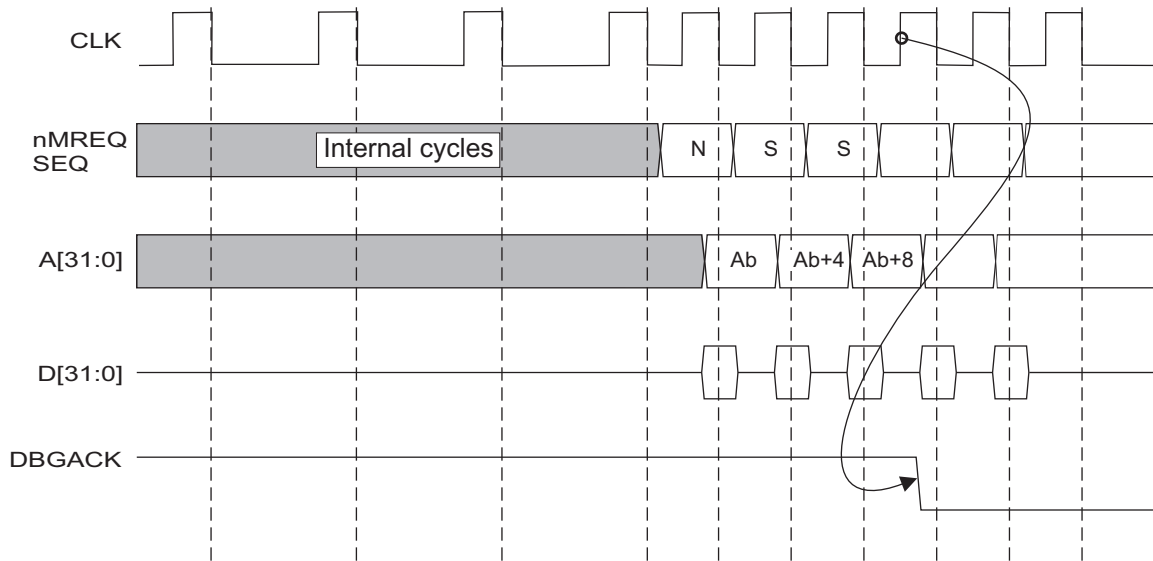 CLK
nMREQ
SEQ
Internal cycles
N S S
A[31:0]
Ab Ab+4 Ab+8
D[31:0]
DBGACK